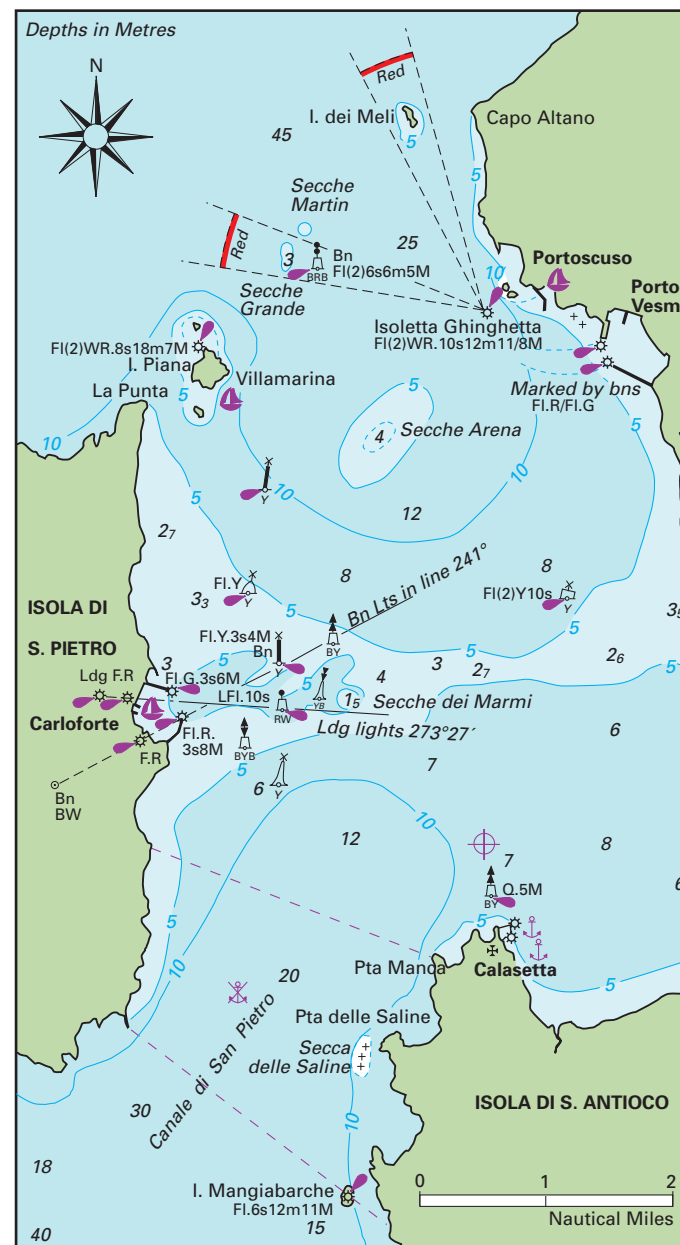 Depths in Metres
N
Red
I. dei Meli
5
Capo Altano
45
5
Secche
Martin
Red
25
3
Bn
Fl(2)6s6m5M
BRB
Secche
Grande
10
Portoscuso
Porto
Vesm
Isoletta Ghinghetta
Fl(2)WR.10s12m11/8M
Fl(2)WR.8s18m7M
I. Piana
La Punta
5
Villamarina
Marked by bns
Fl.R/Fl.G
5
5
4
Secche Arena
10
10
Y
10
12
27
5
8
Bn Lts in line 241°
8
Fl.Y
Y
33
Fl(2)Y10s
Y
35
ISOLA DI
S. PIETRO
5
5
Fl.Y.3s4M
Bn
Y
BY
3
5
4
3
27
26
Fl.G.3s6M
Ldg F.R
LFl.10s
RW
5
YB
15
Secche dei Marmi
5
Carloforte
Fl.R.
3s8M
Ldg lights 273°27´
6
F.R
BYB
5
7
Bn
BW
6
Y
12
10
7
8
Q.5M
BY
6
5
5
10
Pta Manca
Calasetta
5
20
Pta delle Saline
Secca
delle Saline
Canale di San Pietro
30
10
ISOLA DI S. ANTIOCO
18
I. Mangiabarche
Fl.6s12m11M
0
1
2
Nautical Miles
40
15